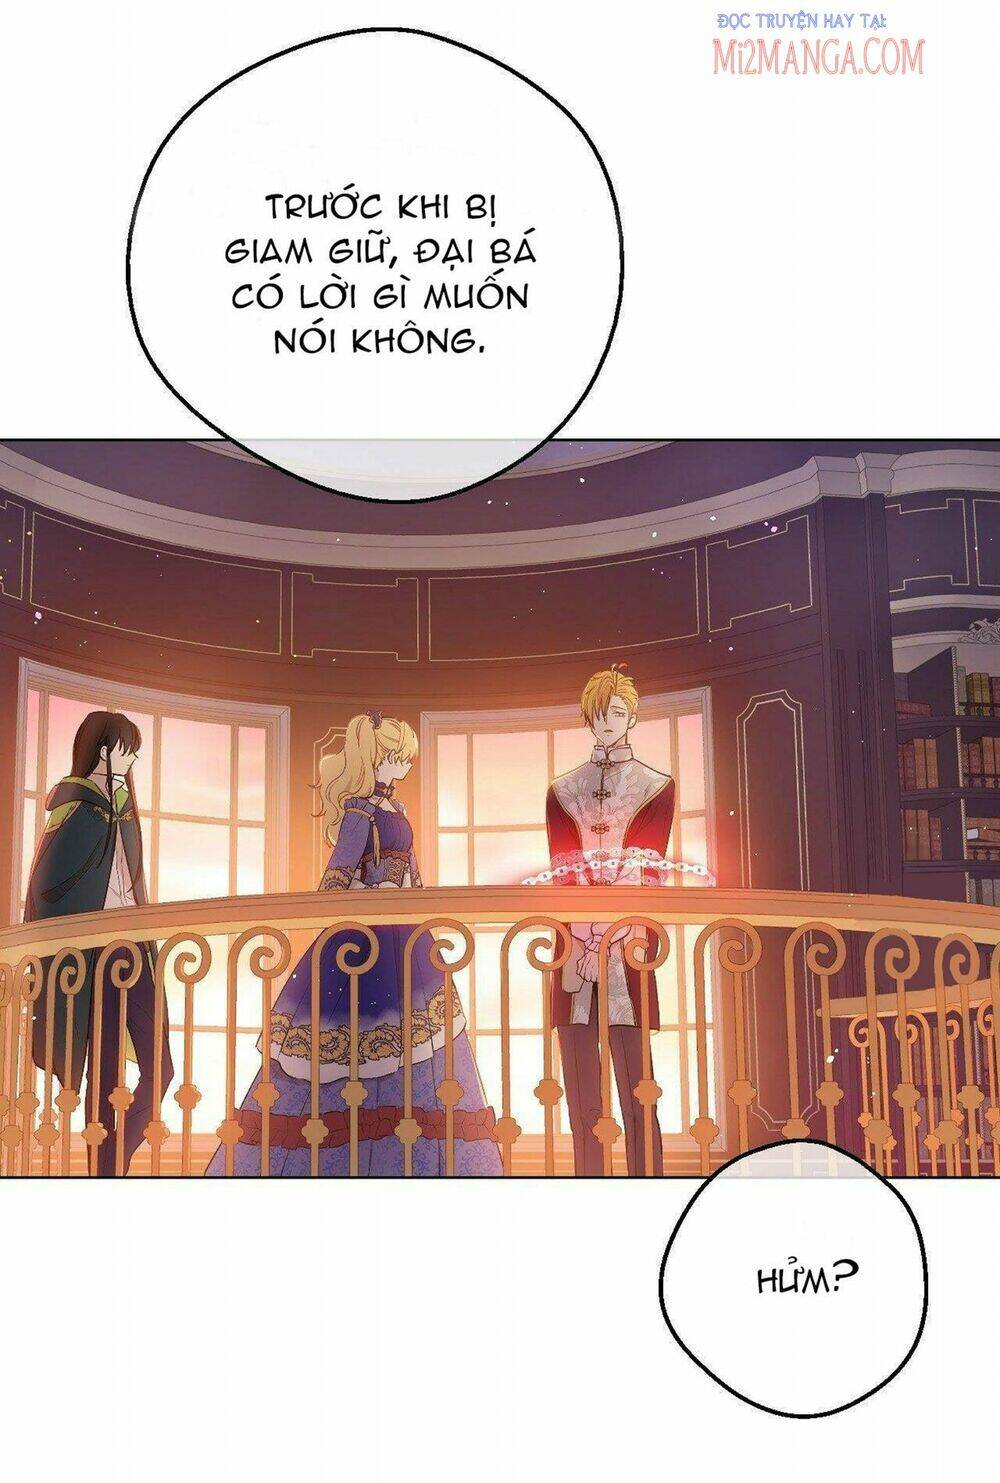 ĐỌC TRUYỆN HAY TẠI:
MI2MANGA.COM
TRƯỚC KHI BỊ
GIAM GIỮ, ĐẠI BÁ
CÓ LỜI GÌ MUỐN
NÓI KHÔNG.
HỬM?